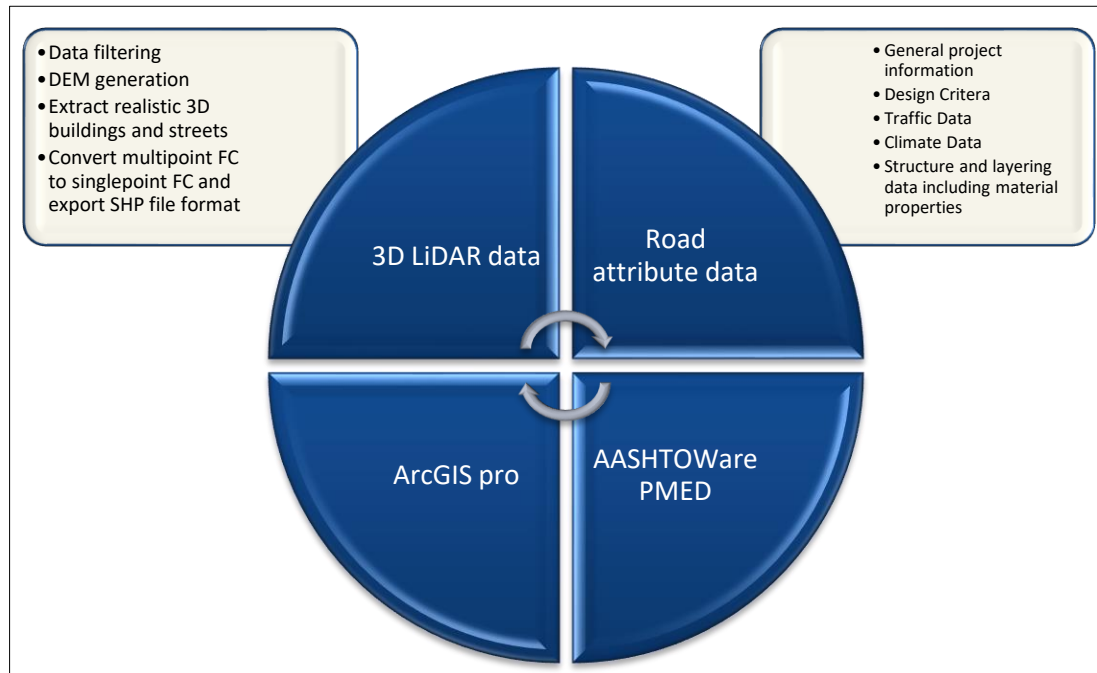 •Data filtering
•DEM generation
•Extract realistic 3D
buildings and streets
•Convert multipoint FC
to singlepoint FC and
export SHP file format
• General project
information
• Design Critera
• Traffic Data
• Climate Data
• Structure and layering
data including material
properties
3D LiDAR data
Road
attribute data
ArcGIS pro
AASHTOWare
PMED